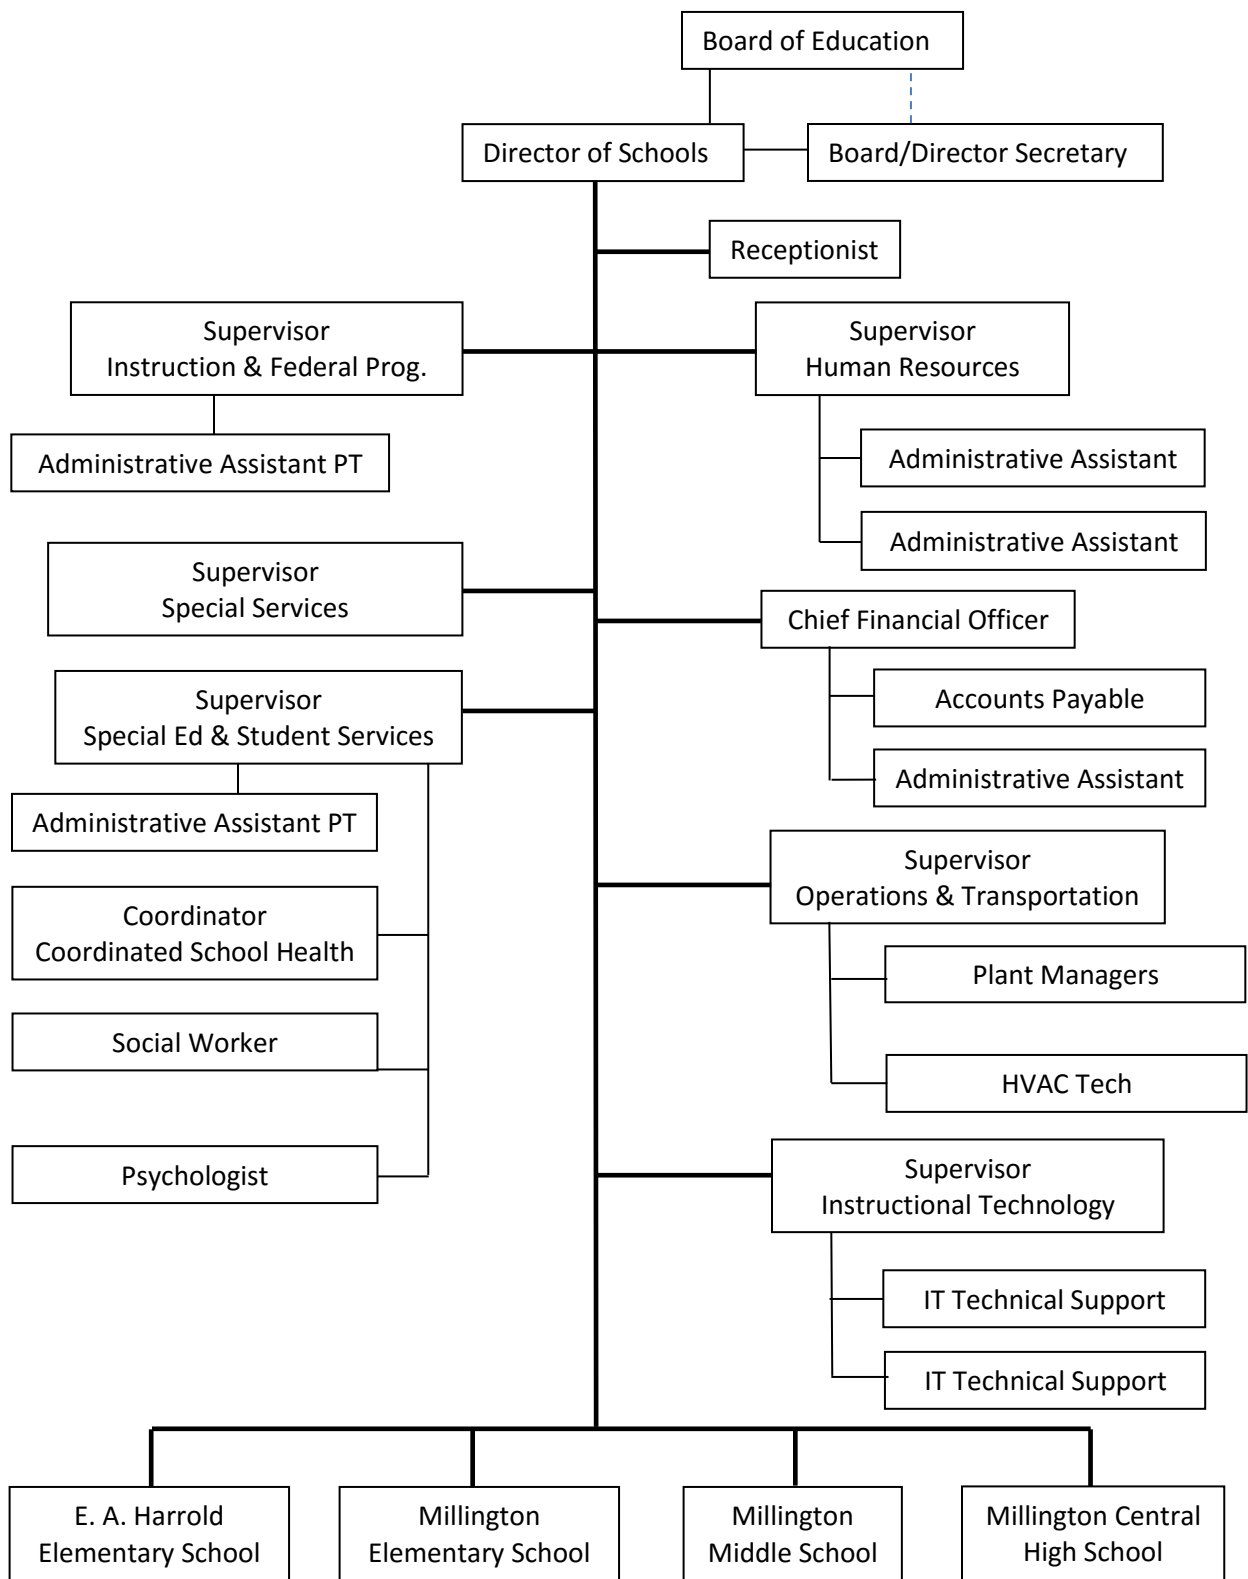 Board of Education
Director of Schools
Board/Director Secretary
Receptionist
Supervisor
Instruction & Federal Prog.
Administrative Assistant PT
Supervisor
Human Resources
Administrative Assistant
Administrative Assistant
Supervisor
Special Services
Chief Financial Officer
Accounts Payable
Administrative Assistant
Supervisor
Special Ed & Student Services
Administrative Assistant PT
Coordinator
Coordinated School Health
Social Worker
Psychologist
Supervisor
Operations & Transportation
Plant Managers
HVAC Tech
Supervisor
Instructional Technology
IT Technical Support
IT Technical Support
E. A. Harrold
Elementary School
Millington
Elementary School
Millington
Middle School
Millington Central
High School